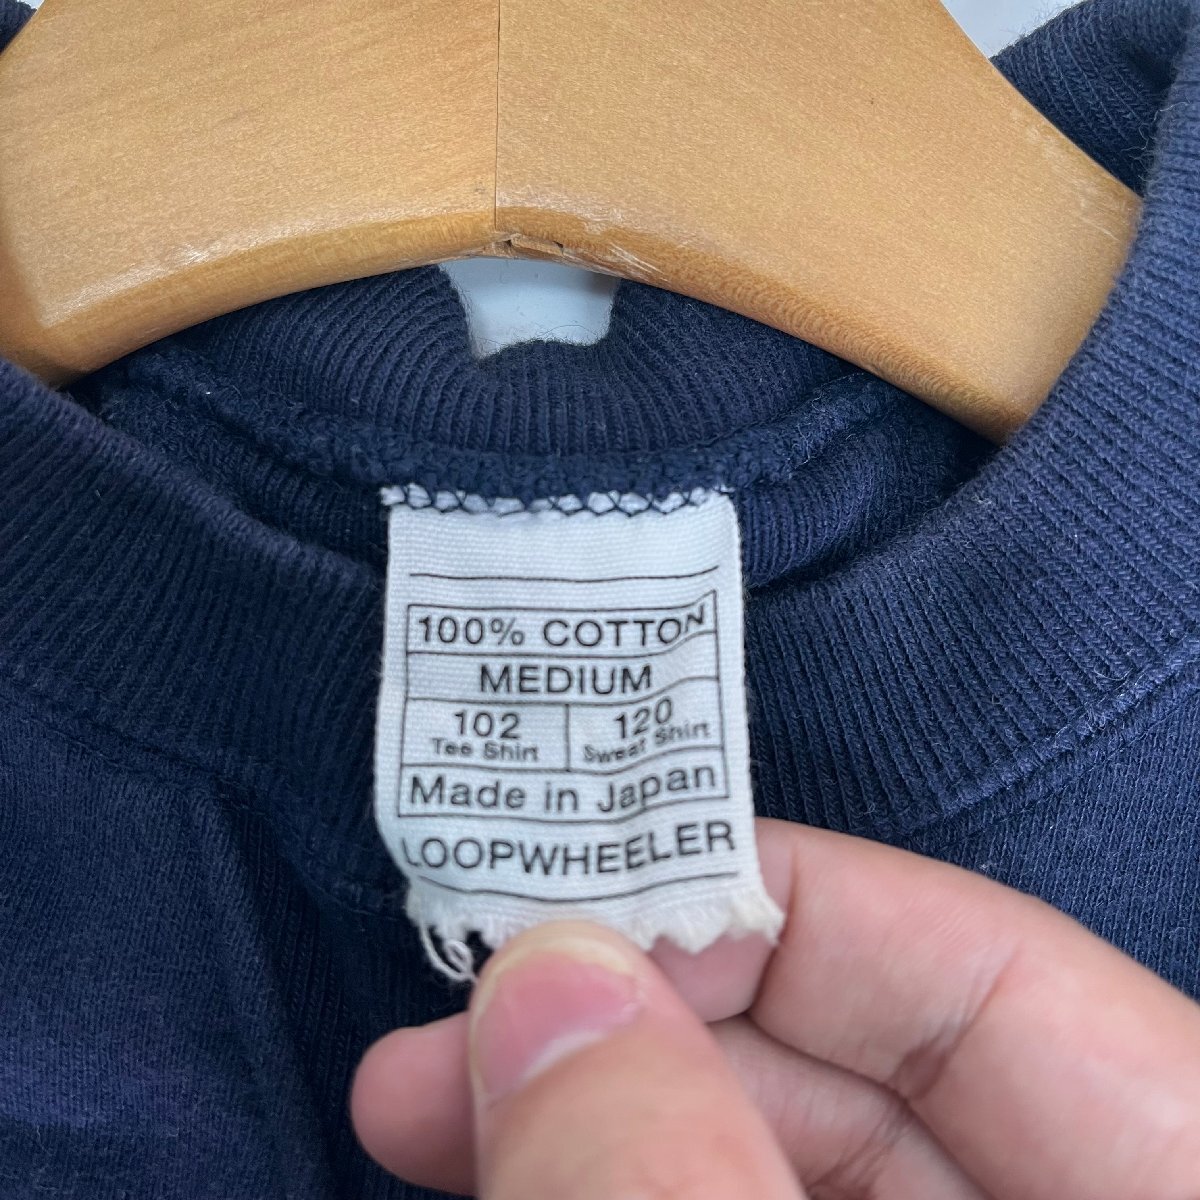 100% COTTON
MEDIUM
102 120
Tee Shirt Sweat Shirt
Made in Japan
LOOPWHEELER